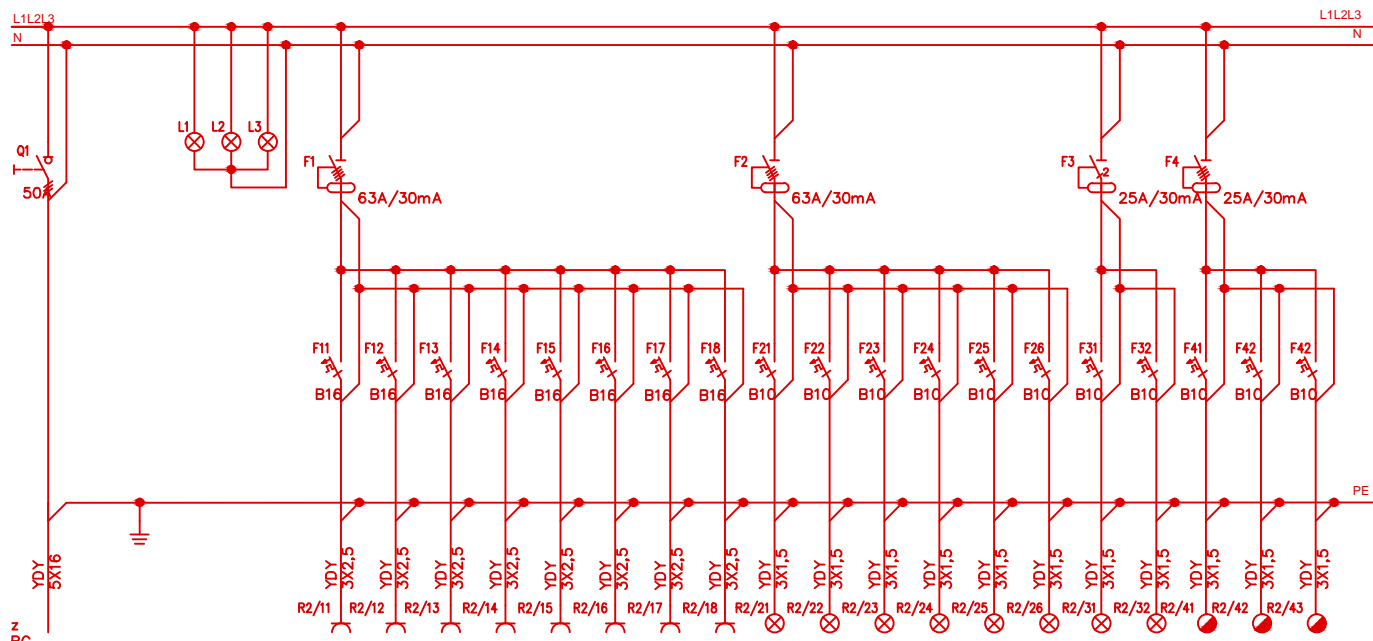 L1L2L3 L1L2L3
N N
L1 L2 L3
Q1 F1 F2 F3 F4
2
50A 63A/30mA 63A/30mA 25A/30mA 25A/30mA
F11 F12 F13 F14 F15 F16 F17 F18 F21 F22 F23 F24 F25 F26 F31 F32 F41 F42 F42
B16 B16 B16 B16 B16 B16 B16 B16 B10 B10 B10 B10 B10 B10 B10 B10 B10 B10 B10
PE
YDY 5X16
YDY 3X2,5
YDY 3X2,5
YDY 3X2,5
YDY 3X2,5
YDY 3X2,5
YDY 3X2,5
YDY 3X2,5
YDY 3X2,5
YDY 3X1,5
YDY 3X1,5
YDY 3X1,5
YDY 3X1,5
YDY 3X1,5
YDY 3X1,5
YDY 3X1,5
YDY 3X1,5
YDY 3X1,5
YDY 3X1,5
YDY 3X1,5
R2/11 R2/12 R2/13 R2/14 R2/15 R2/16 R2/17 R2/18 R2/21 R2/22 R2/23 R2/24 R2/25 R2/26 R2/31 R2/32 R2/41 R2/42 R2/43
z